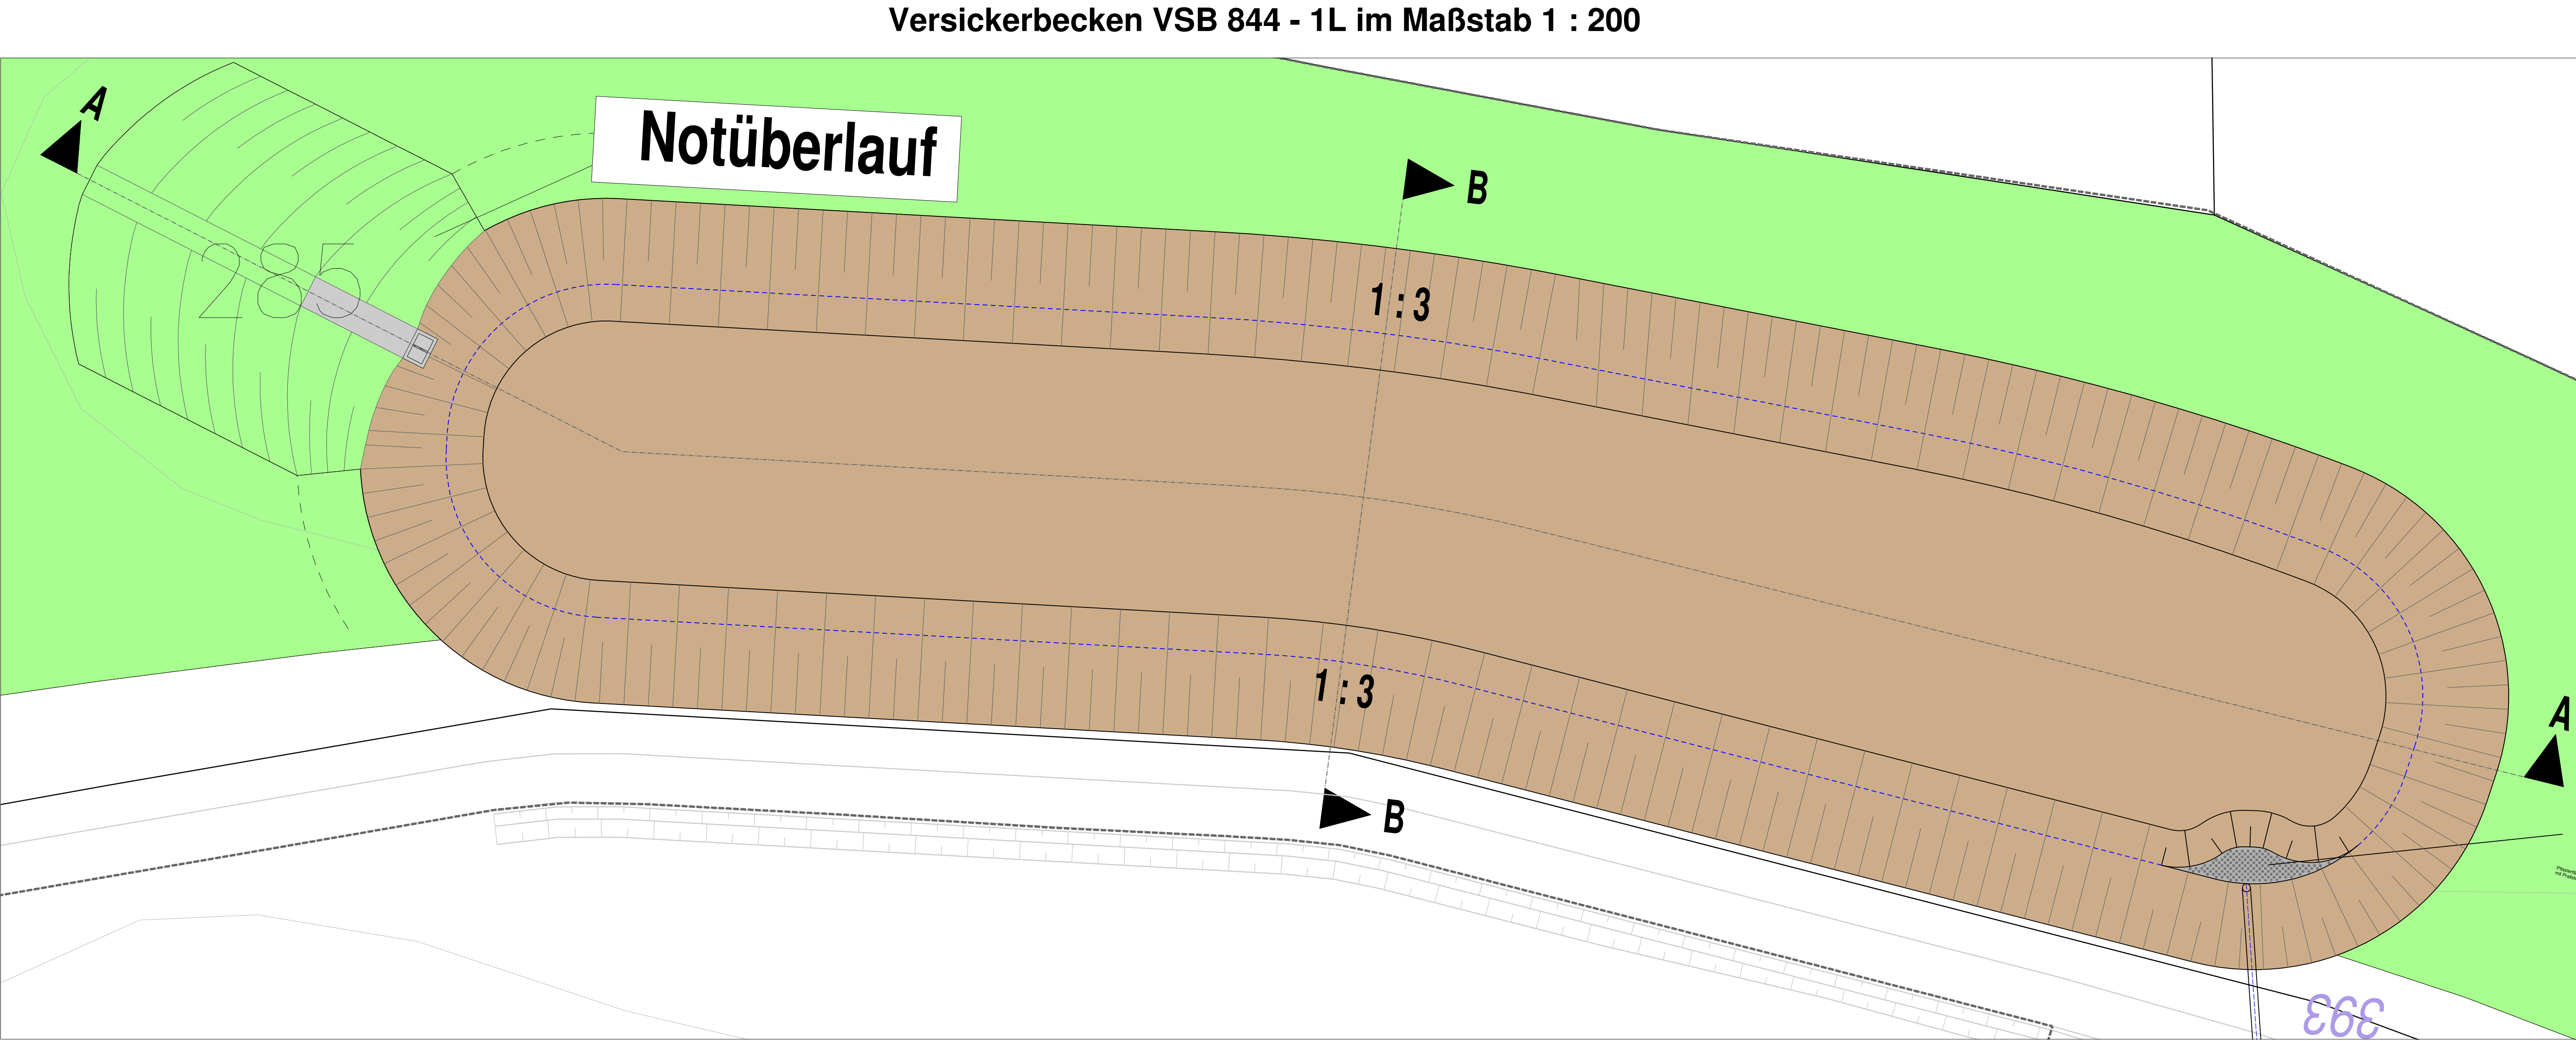 Versickerbecken VSB 844 - 1L im Maßstab 1 : 200
A
Notüberlauf
B
285
1 : 3
1 : 3
A
B
393